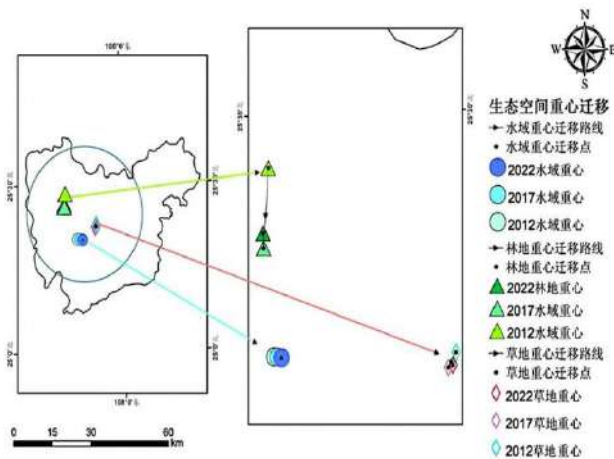 N
W
E
S
生态空间重心迁移
水域重心迁移路线
水域重心迁移点
2022水域重心
2017水域重心
2012水域重心
林地重心迁移路线
林地重心迁移点
2022林地重心
2017水域重心
2012水域重心
草地重心迁移路线
草地重心迁移点
2022草地重心
2017草地重心
2012草地重心
0 15 30 60
km